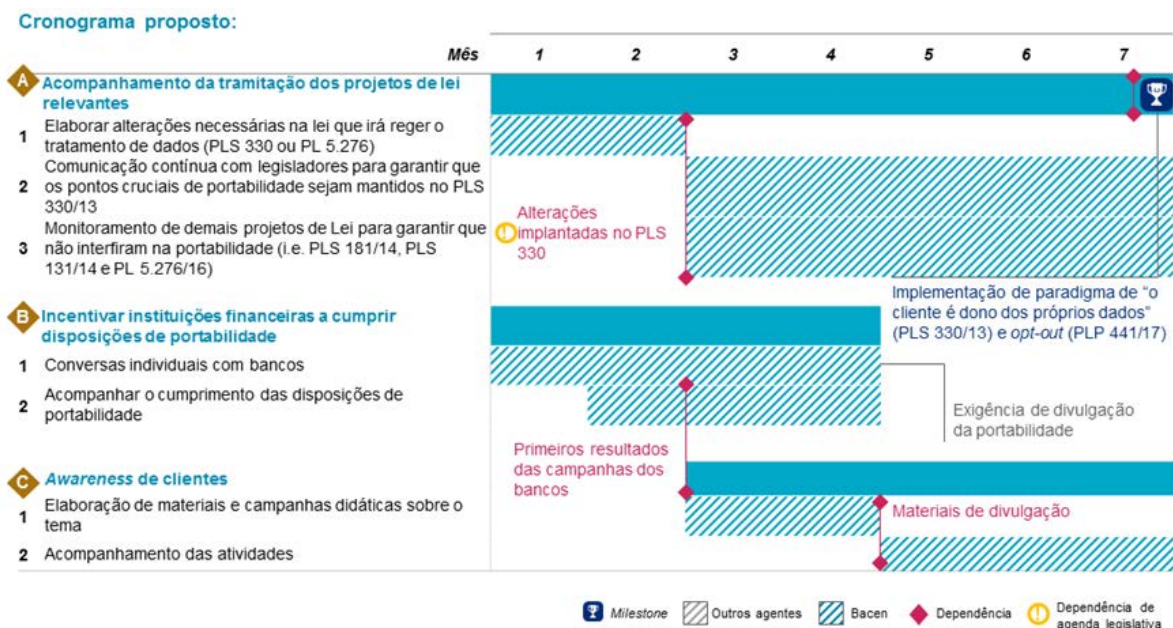 Cronograma proposto:
Mês 1 2 3 4 5 6 7
A Acompanhamento da tramitação dos projetos de lei
relevantes
1 Elaborar alterações necessárias na lei que irá reger o
tratamento de dados (PLS 330 ou PL 5.276)
Comunicação contínua com legisladores para garantir que
2 os pontos cruciais de portabilidade sejam mantidos no PLS
330/13
Monitoramento de demais projetos de Lei para garantir que
3 não interfiram na portabilidade (i.e. PLS 181/14, PLS
131/14 e PL 5.276/16)
Alterações
implantadas no PLS
330
Implementação de paradigma de “o
cliente é dono dos próprios dados”
(PLS 330/13) e opt-out (PLP 441/17)
B Incentivar instituições financeiras a cumprir
disposições de portabilidade
1 Conversas individuais com bancos
2 Acompanhar o cumprimento das disposições de
portabilidade
Exigência de divulgação
da portabilidade
Primeiros resultados
das campanhas dos
bancos
C Awareness de clientes
1 Elaboração de materiais e campanhas didáticas sobre o
tema
Materiais de divulgação
2 Acompanhamento das atividades
Milestone Outros agentes Bacen Dependência Dependência de
agenda legislativa